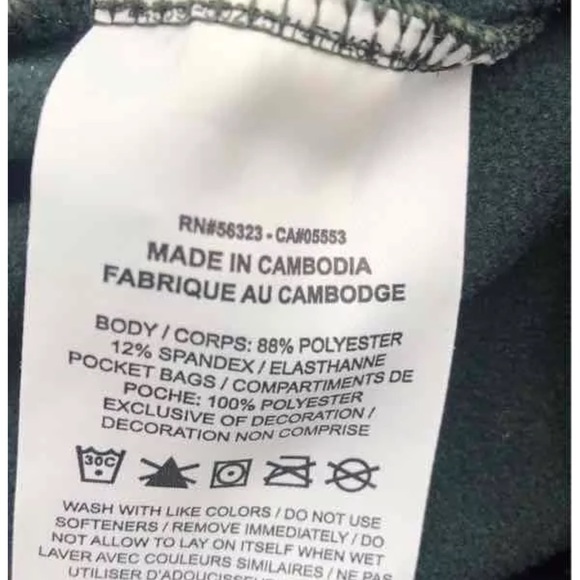 RN#56323 - CA#05553
MADE IN CAMBODIA
FABRIQUE AU CAMBODGE
BODY / CORPS: 88% POLYESTER
12% SPANDEX / ELASTHANNE
POCKET BAGS / COMPARTIMENTS DE
POCHE: 100% POLYESTER
EXCLUSIVE OF DECORATION /
DECORATION NON COMPRISE
30C
WASH WITH LIKE COLORS / DO NOT USE
SOFTENERS / REMOVE IMMEDIATELY / DO
NOT ALLOW TO LAY ON ITSELF WHEN WET
LAVER AVEC COULEURS SIMILAIRES / NE PAS
UTILISER D'ADOUCISSE